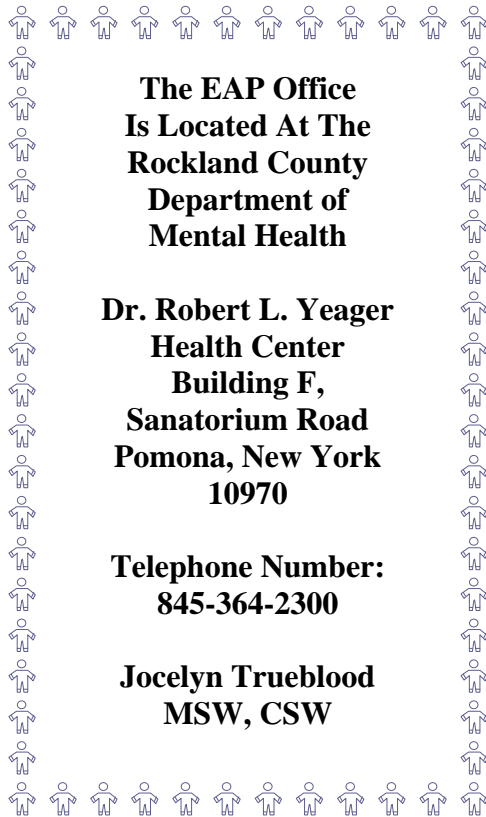 The EAP Office
Is Located At The
Rockland County
Department of
Mental Health
Dr. Robert L. Yeager
Health Center
Building F,
Sanatorium Road
Pomona, New York
10970
Telephone Number:
845-364-2300
Jocelyn Trueblood
MSW, CSW